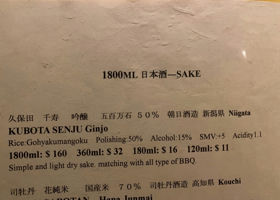 1800ML 日本酒—SAKE
久保田 千寿 吟醸 五百万石 50% 朝日酒造 新潟県 Niigata
KUBOTA SENJU Ginjo
Rice:Gohyakumangoku Polishing:50% Alcohol:15% SMV:+5 Acidity1.1
1800ml: $ 160 360ml: $ 32 180ml: $ 16 120ml: $ 11
Simple and light dry sake. matching with all type of BBQ
司牡丹 花純米 国産米 70% 司牡丹酒造 高知県 Kouchi
BOTAN Hana Junmai